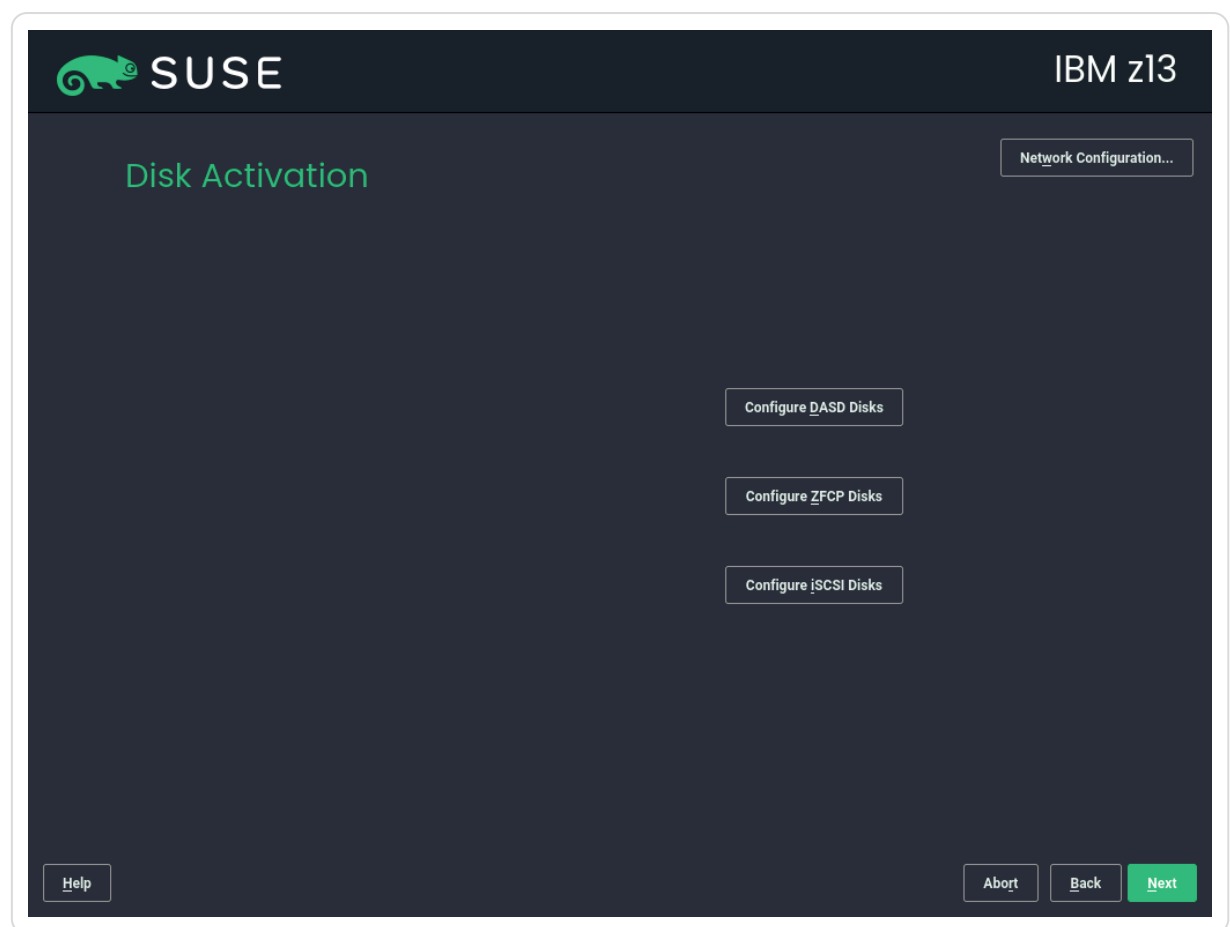 SUSE
IBM z13
Network Configuration...
Disk Activation
Configure DASD Disks
Configure ZFCP Disks
Configure iSCSI Disks
Help
Abort
Back
Next